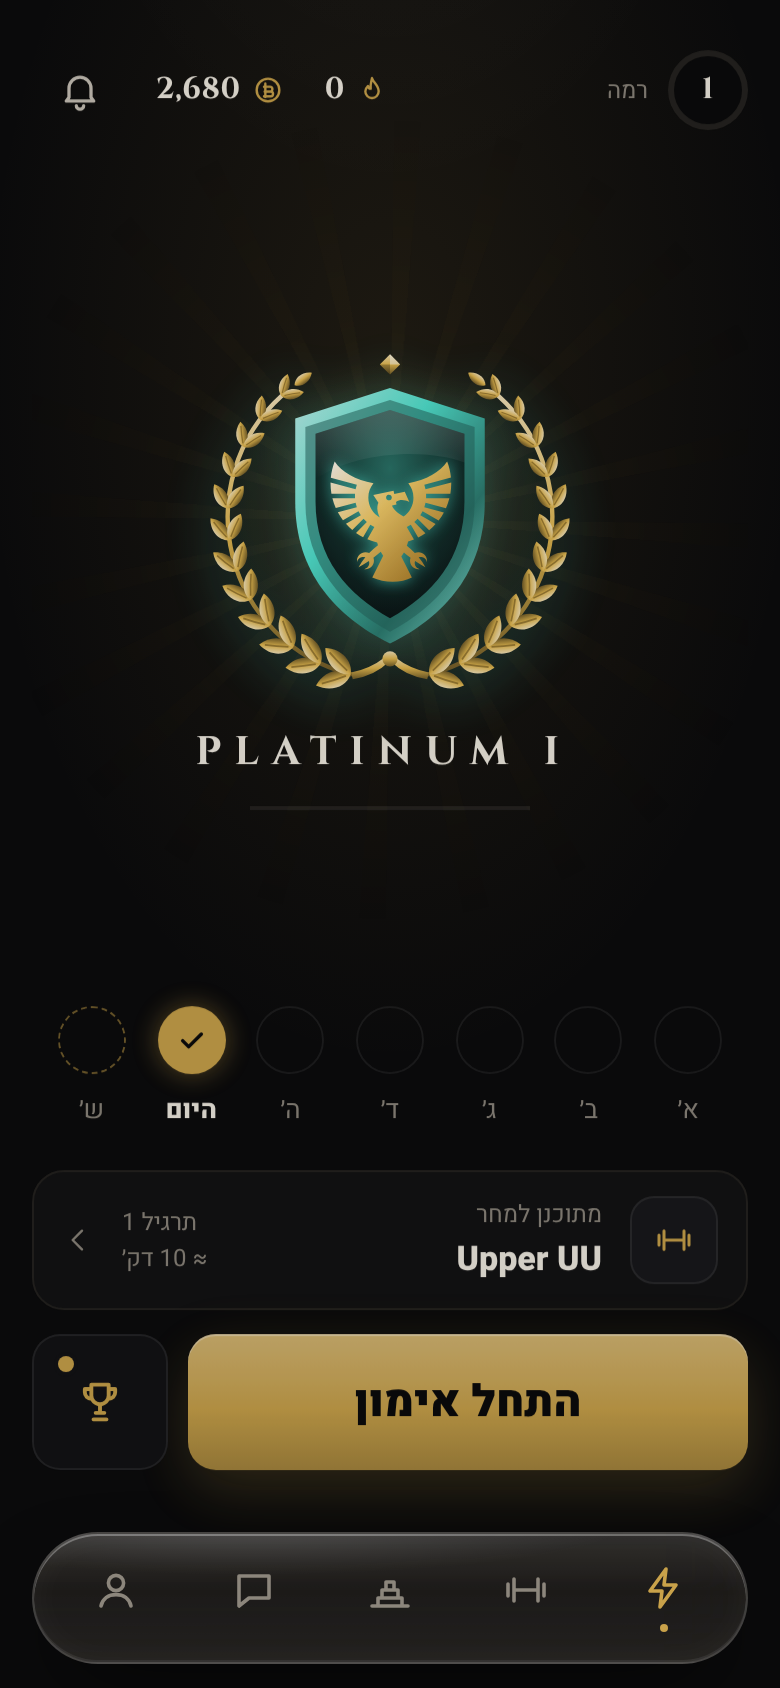 1
רמה
0
2,680
PLATINUM I
א׳
ב׳
ג׳
ד׳
ה׳
היום
ש׳
מתוכנן למחר
Upper UU
תרגיל 1
≈ 10 דק׳
התחל אימון